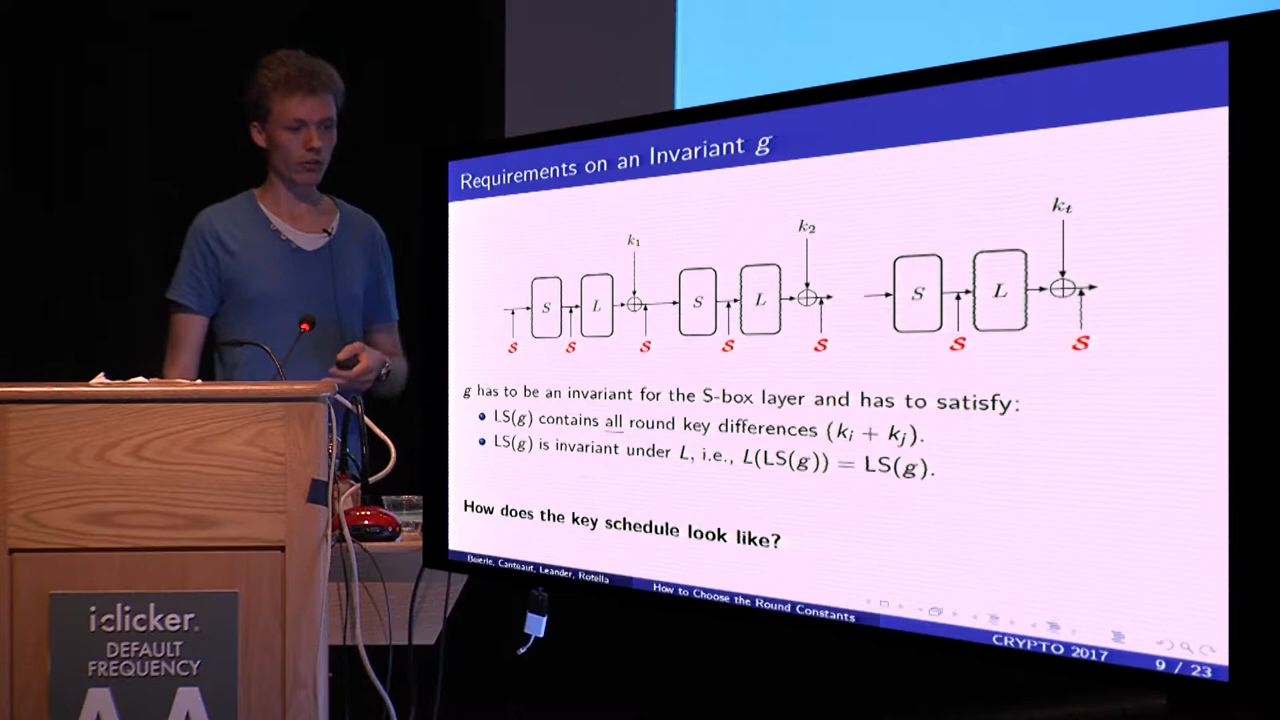 Requirements on an Invariant g
k₁
k₂
kₜ
S L S L S L
S S S S S S S
g has to be an invariant for the S-box layer and has to satisfy:
LS(g) contains all round key differences (kᵢ + kⱼ).
LS(g) is invariant under L, i.e., L(LS(g)) = LS(g).
How does the key schedule look like?
Beierle, Canteaut, Leander, Rotella
How to Choose the Round Constants
CRYPTO 2017
9 / 23
iclicker.
DEFAULT
FREQUENCY
AA